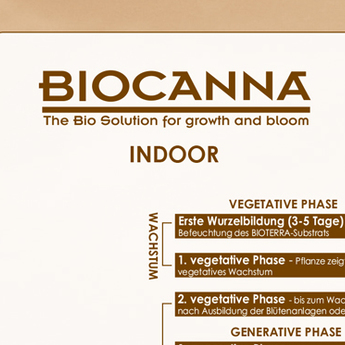 BIOCANNA
The Bio Solution for growth and bloom
INDOOR
VEGETATIVE PHASE
WACHSTUM
Erste Wurzelbildung (3-5 Tage)
Befeuchtung des BIOTERRA-Substrats
1. vegetative Phase - Pflanze zeig
vegetatives Wachstum
2. vegetative Phase - bis zum Wac
nach Ausbildung der Blütenanlagen ode
GENERATIVE PHASE